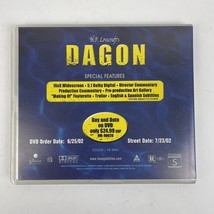 H.P. Lovecraft's
DAGON
SPECIAL FEATURES
16x9 Widescreen • 5.1 Dolby Digital • Director Commentary
Production Commentary • Pre-production Art Gallery
"Making Of" Featurette • Trailer • English & Spanish Subtitles
Day and Date
on DVD
only $24.99 SRP
DVD Order Date: 6/25/02
Street Date: 7/23/02
R